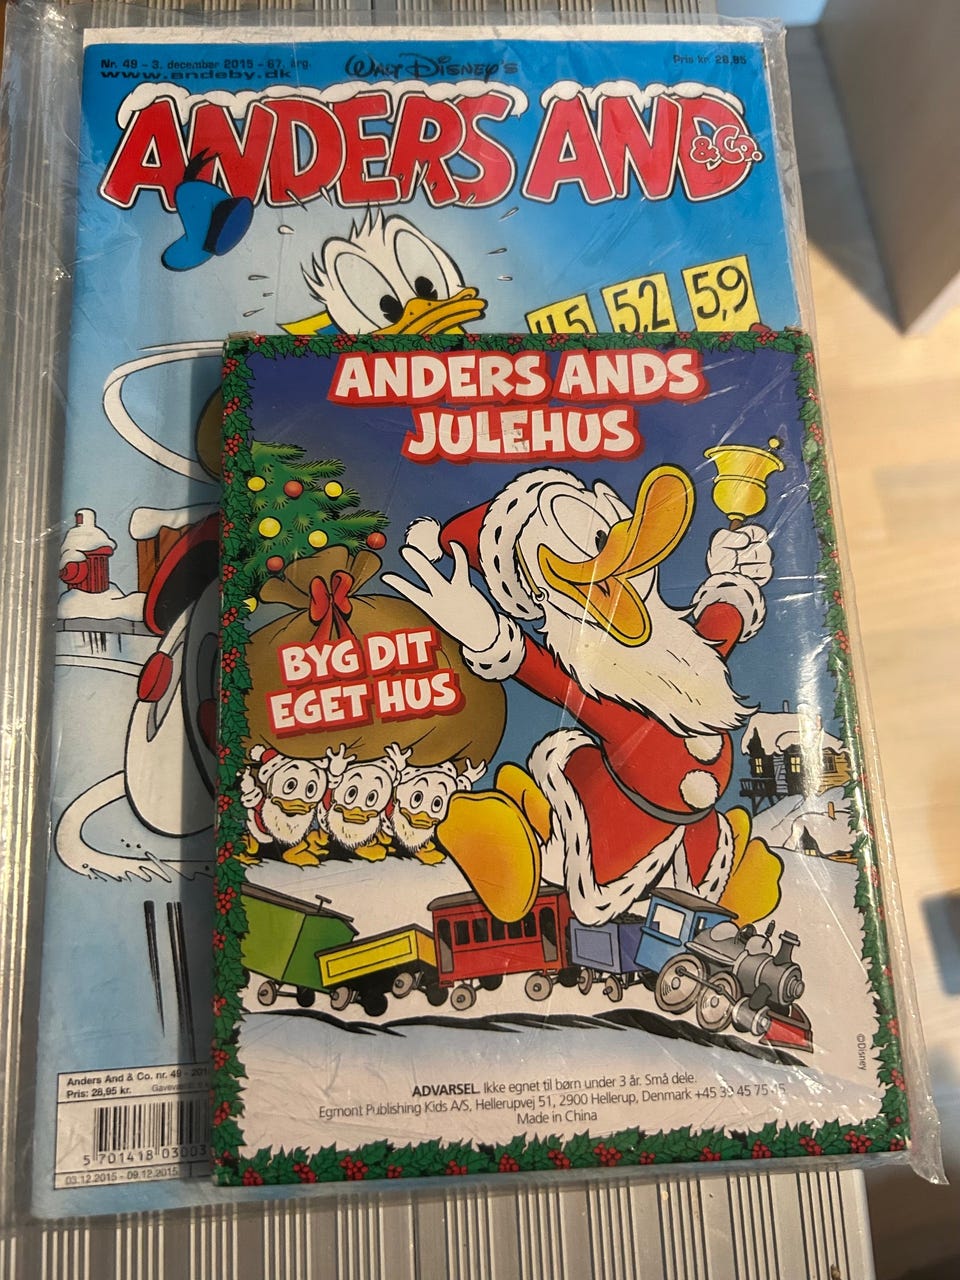 Nr. 49 - 3. december 2015 - 67. årg.
www.andeby.dk
WALT DISNEY'S
Pris kr. 28,95
ANDERS AND
& Co.
5,2
5,9
ANDERS ANDS
JULEHUS
BYG DIT
EGET HUS
©Disney
ADVARSEL. Ikke egnet til børn under 3 år. Små dele.
Egmont Publishing Kids A/S, Hellerupvej 51, 2900 Hellerup, Denmark +45 39 45 75
Made in China
Anders And & Co. nr. 49 - 201
Pris: 28,95 kr.
5 701418 03003
03.12.2015 - 09.12.2015